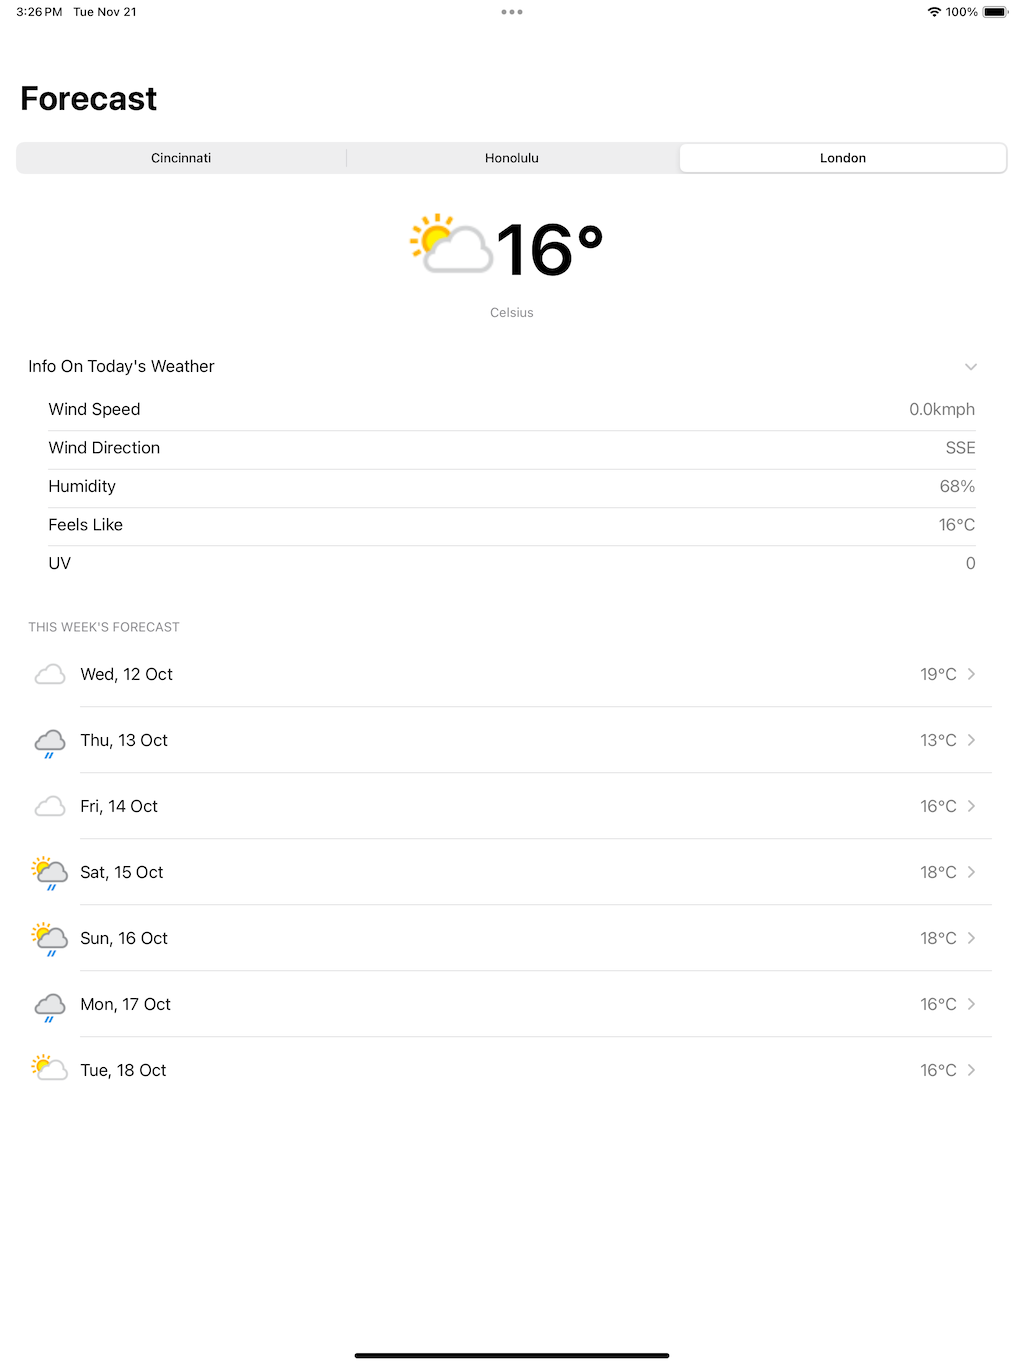 3:26 PM Tue Nov 21 100%
Forecast
Cincinnati Honolulu London
16°
Celsius
Info On Today's Weather
Wind Speed 0.0kmph
Wind Direction SSE
Humidity 68%
Feels Like 16°C
UV 0
THIS WEEK'S FORECAST
Wed, 12 Oct 19°C
Thu, 13 Oct 13°C
Fri, 14 Oct 16°C
Sat, 15 Oct 18°C
Sun, 16 Oct 18°C
Mon, 17 Oct 16°C
Tue, 18 Oct 16°C